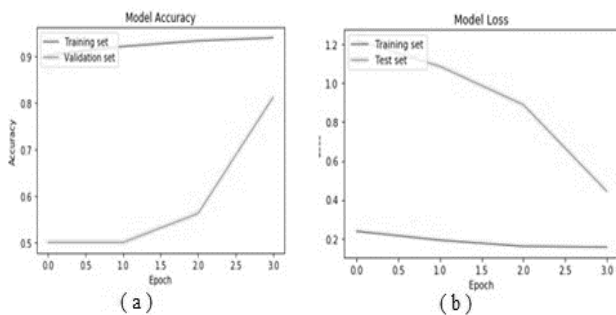 Model Accuracy
Training set
Validation set
0.9
0.8
0.7
0.6
0.5
Accuracy
0.0 0.5 1.0 1.5 2.0 2.5 3.0
Epoch
(a)
Model Loss
Training set
Test set
1.2
1.0
0.8
0.6
0.4
0.2
0.0 0.5 1.0 1.5 2.0 2.5 3.0
Epoch
(b)